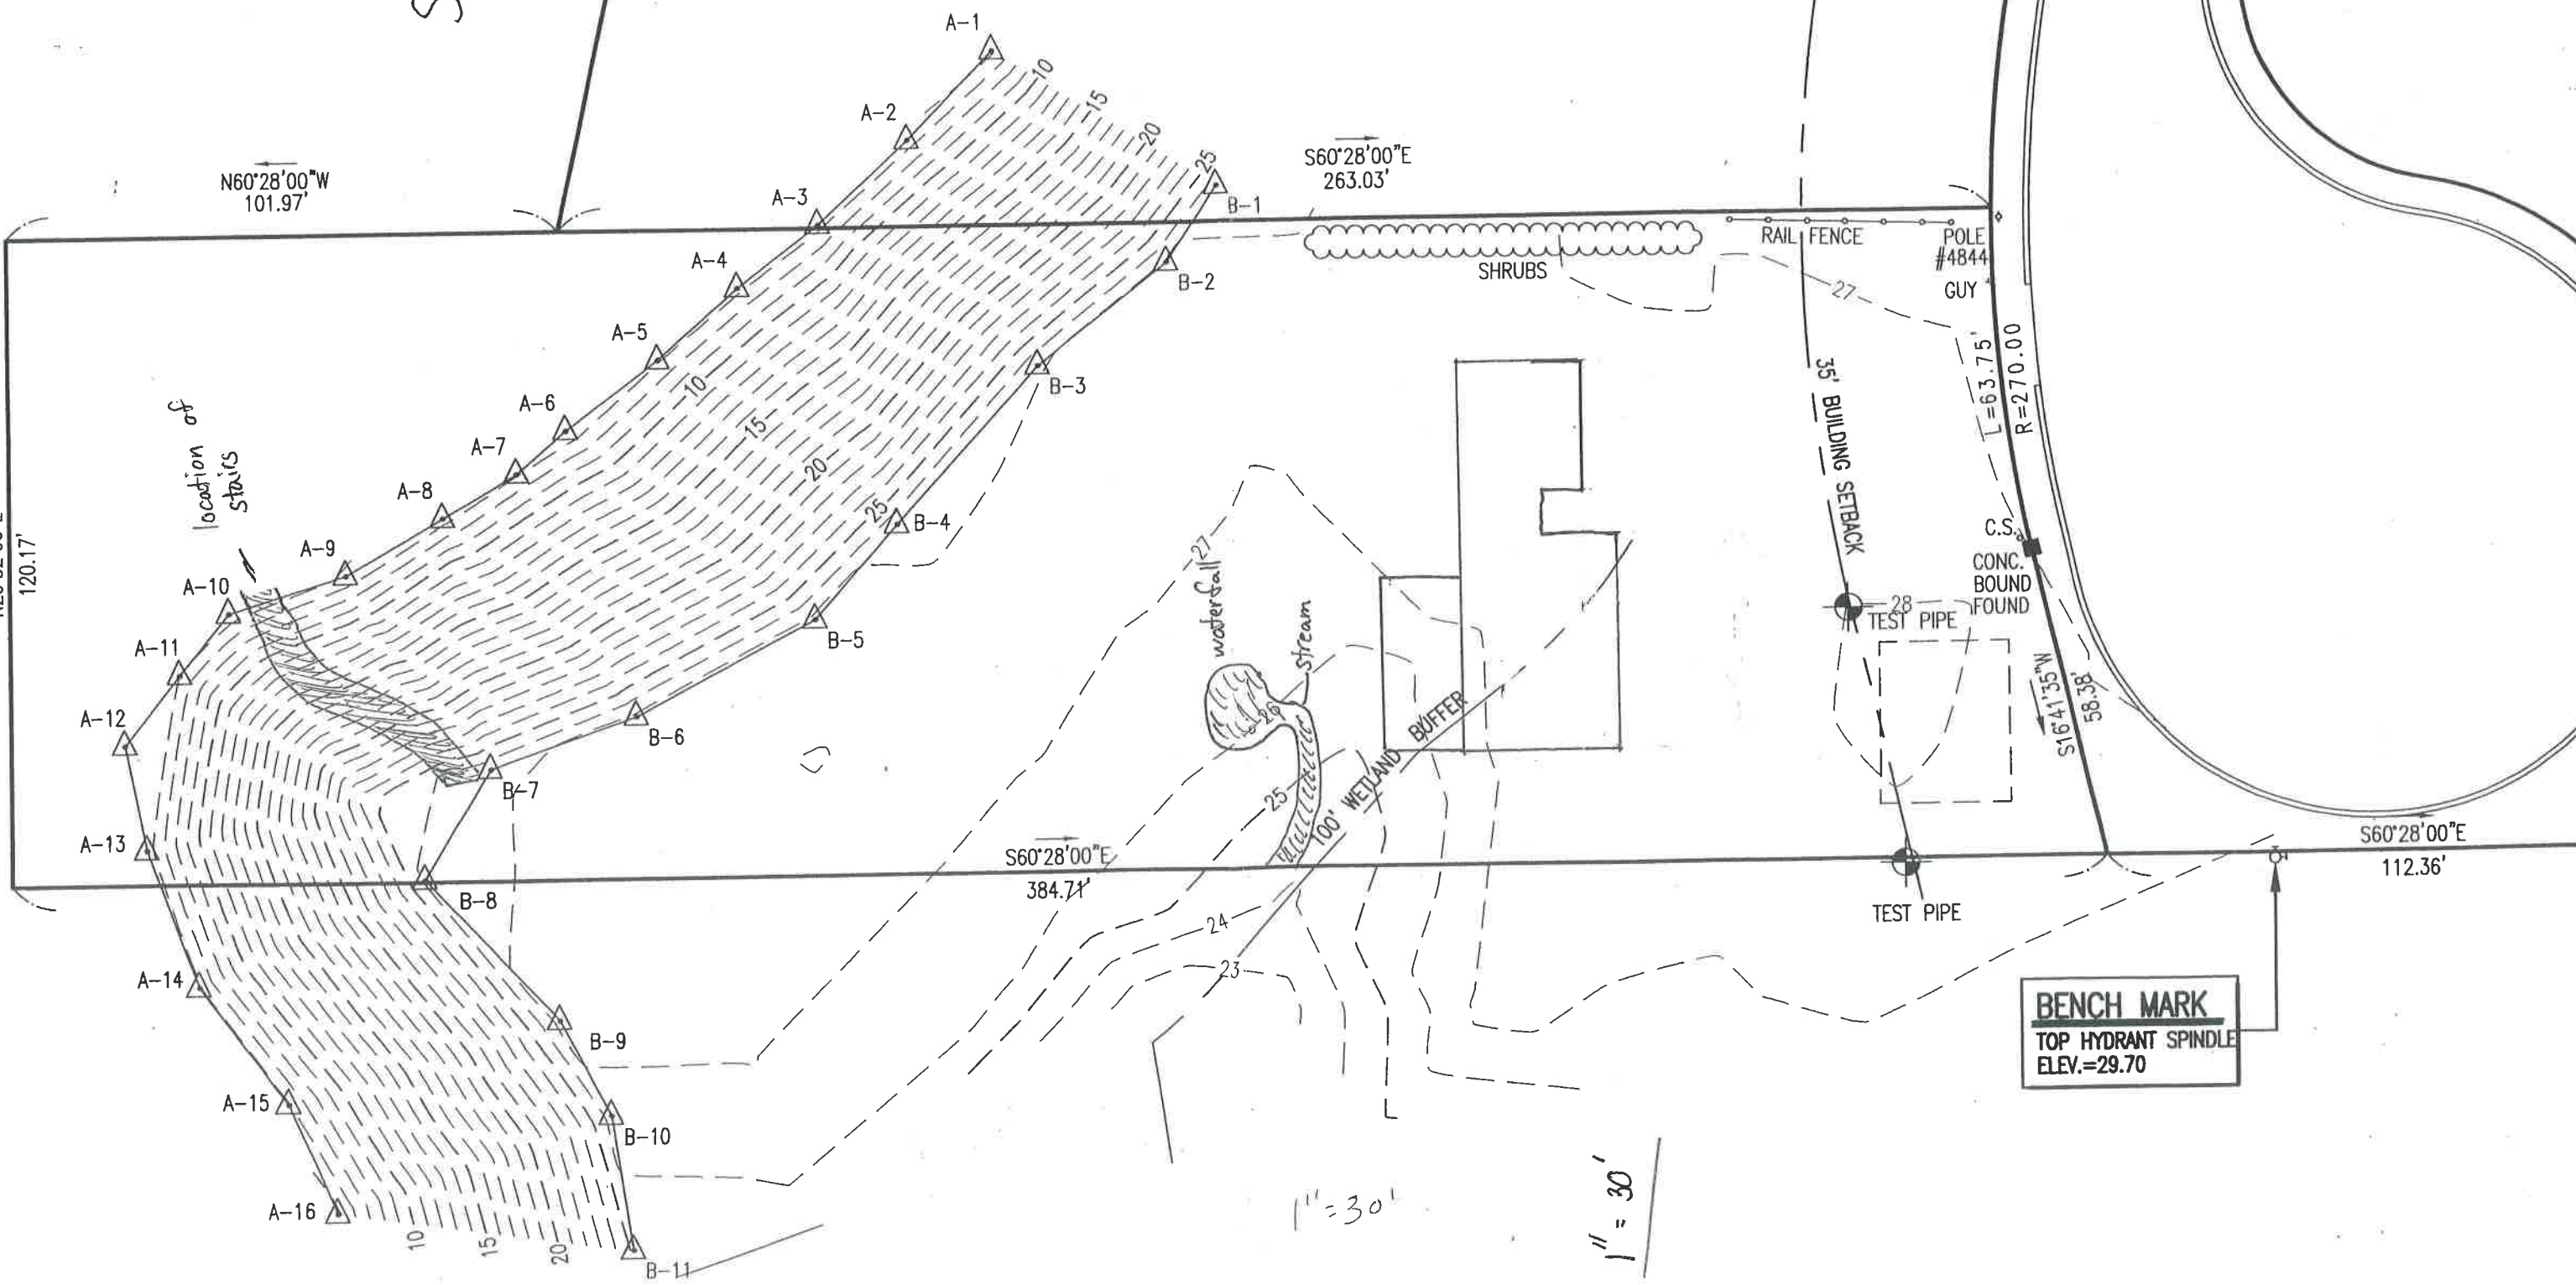 A-1
10
15
A-2
20
S60°28'00"E
263.03'
25
N60°28'00"W
101.97'
A-3
B-1
RAIL FENCE
POLE
#4844
A-4
B-2
SHRUBS
27
GUY
A-5
L=63.75'
R=270.00
10
B-3
35' BUILDING SETBACK
A-6
15
A-7
location of
stairs
20
A-8
25
B-4
C.S.
CONC.
BOUND
FOUND
120.17'
A-9
27
waterfall
A-10
28
TEST PIPE
B-5
stream
A-11
S16°41'35"W
58.38'
A-12
B-6
26
100' WETLAND BUFFER
B-7
25
A-13
S60°28'00"E
384.71'
S60°28'00"E
112.36'
B-8
TEST PIPE
24
A-14
23
BENCH MARK
TOP HYDRANT SPINDLE
ELEV.=29.70
B-9
A-15
B-10
A-16
10
15
20
B-11
1"=30'
1" = 30'